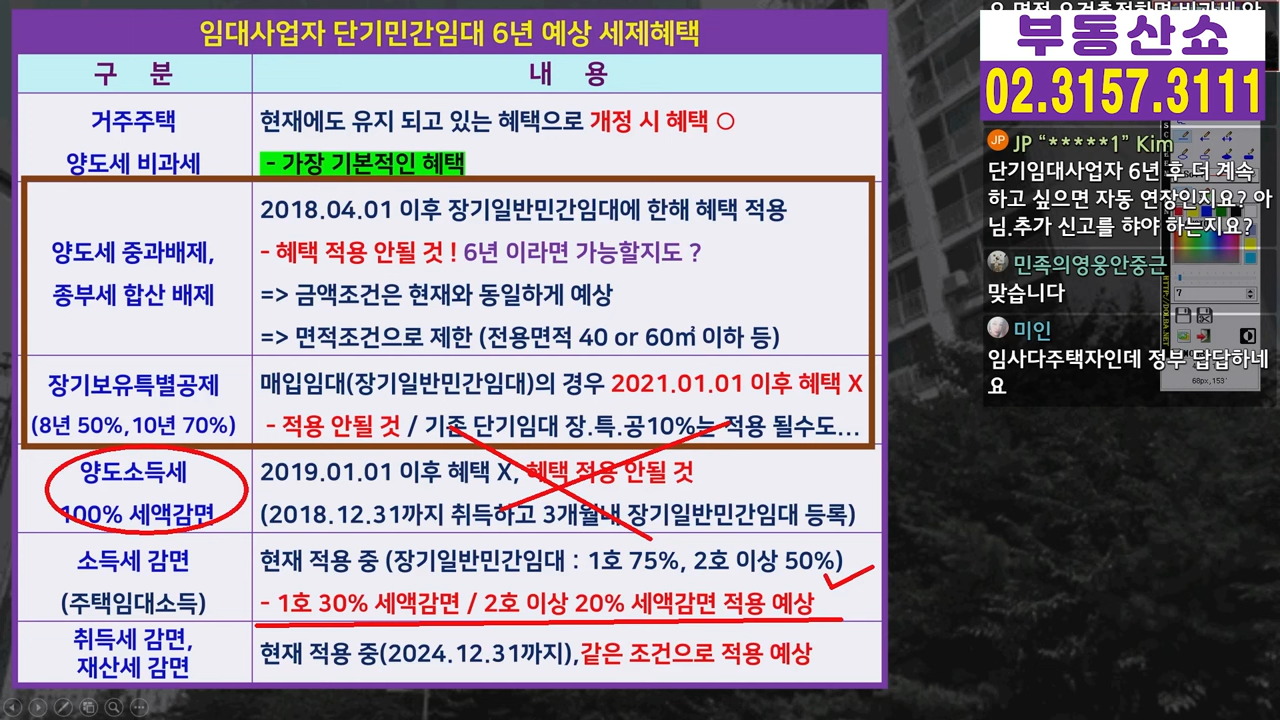 임대사업자 단기민간임대 6년 예상 세제혜택
구 분
내 용
거주주택
양도세 비과세
현재에도 유지 되고 있는 혜택으로 개정 시 혜택 ○
- 가장 기본적인 혜택
양도세 중과배제,
종부세 합산 배제
2018.04.01 이후 장기일반민간임대에 한해 혜택 적용
- 혜택 적용 안될 것 ! 6년 이라면 가능할지도 ?
=> 금액조건은 현재와 동일하게 예상
=> 면적조건으로 제한 (전용면적 40 or 60㎡ 이하 등)
장기보유특별공제
(8년 50%,10년 70%)
매입임대(장기일반민간임대)의 경우 2021.01.01 이후 혜택 X
- 적용 안될 것 / 기존 단기임대 장.특.공10%는 적용 될수도...
양도소득세
100% 세액감면
2019.01.01 이후 혜택 X, 혜택 적용 안될 것
(2018.12.31까지 취득하고 3개월내 장기일반민간임대 등록)
소득세 감면
(주택임대소득)
현재 적용 중 (장기일반민간임대 : 1호 75%, 2호 이상 50%)
- 1호 30% 세액감면 / 2호 이상 20% 세액감면 적용 예상
취득세 감면,
재산세 감면
현재 적용 중(2024.12.31까지),같은 조건으로 적용 예상
부동산쇼
02.3157.3111
JP
JP “*****1” Kim
단기임대사업자 6년 후 더 계속
하고 싶으면 자동 연장인지요? 아
님.추가 신고를 햐야 하는지요?
민족의영웅안중근
맞습니다
미인
임사다주택자인데 정부 답답하네
요
7
68px,153°